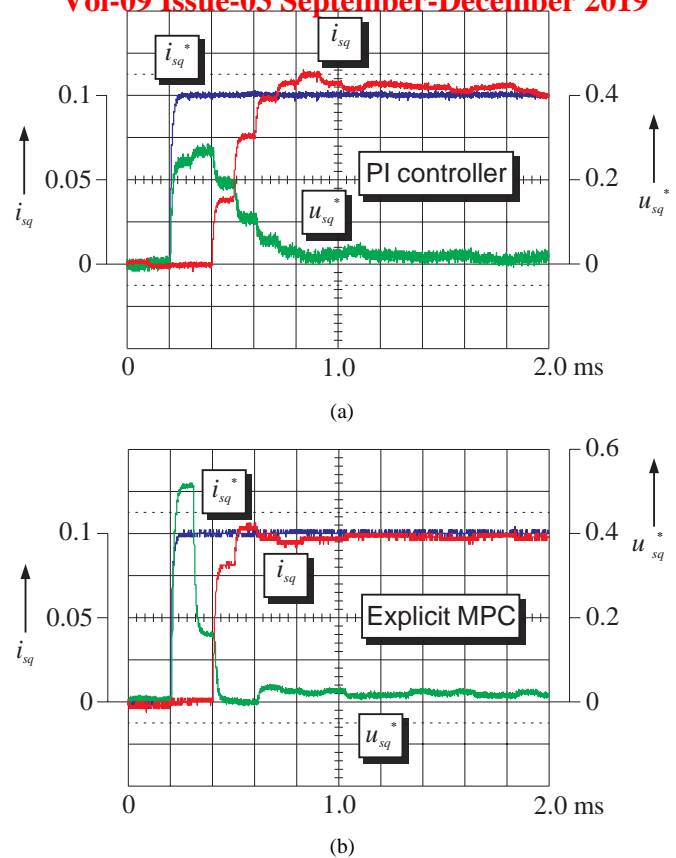 Vol-09 Issue-03 September-December 2019
i_sq
i_sq*
0.1
0.4
PI controller
0.05
0.2
i_sq
u_sq*
u_sq*
0
0
0
1.0
2.0 ms
(a)
0.6
i_sq*
0.1
0.4
i_sq
u_sq*
Explicit MPC
0.05
0.2
i_sq
0
0
u_sq*
0
1.0
2.0 ms
(b)